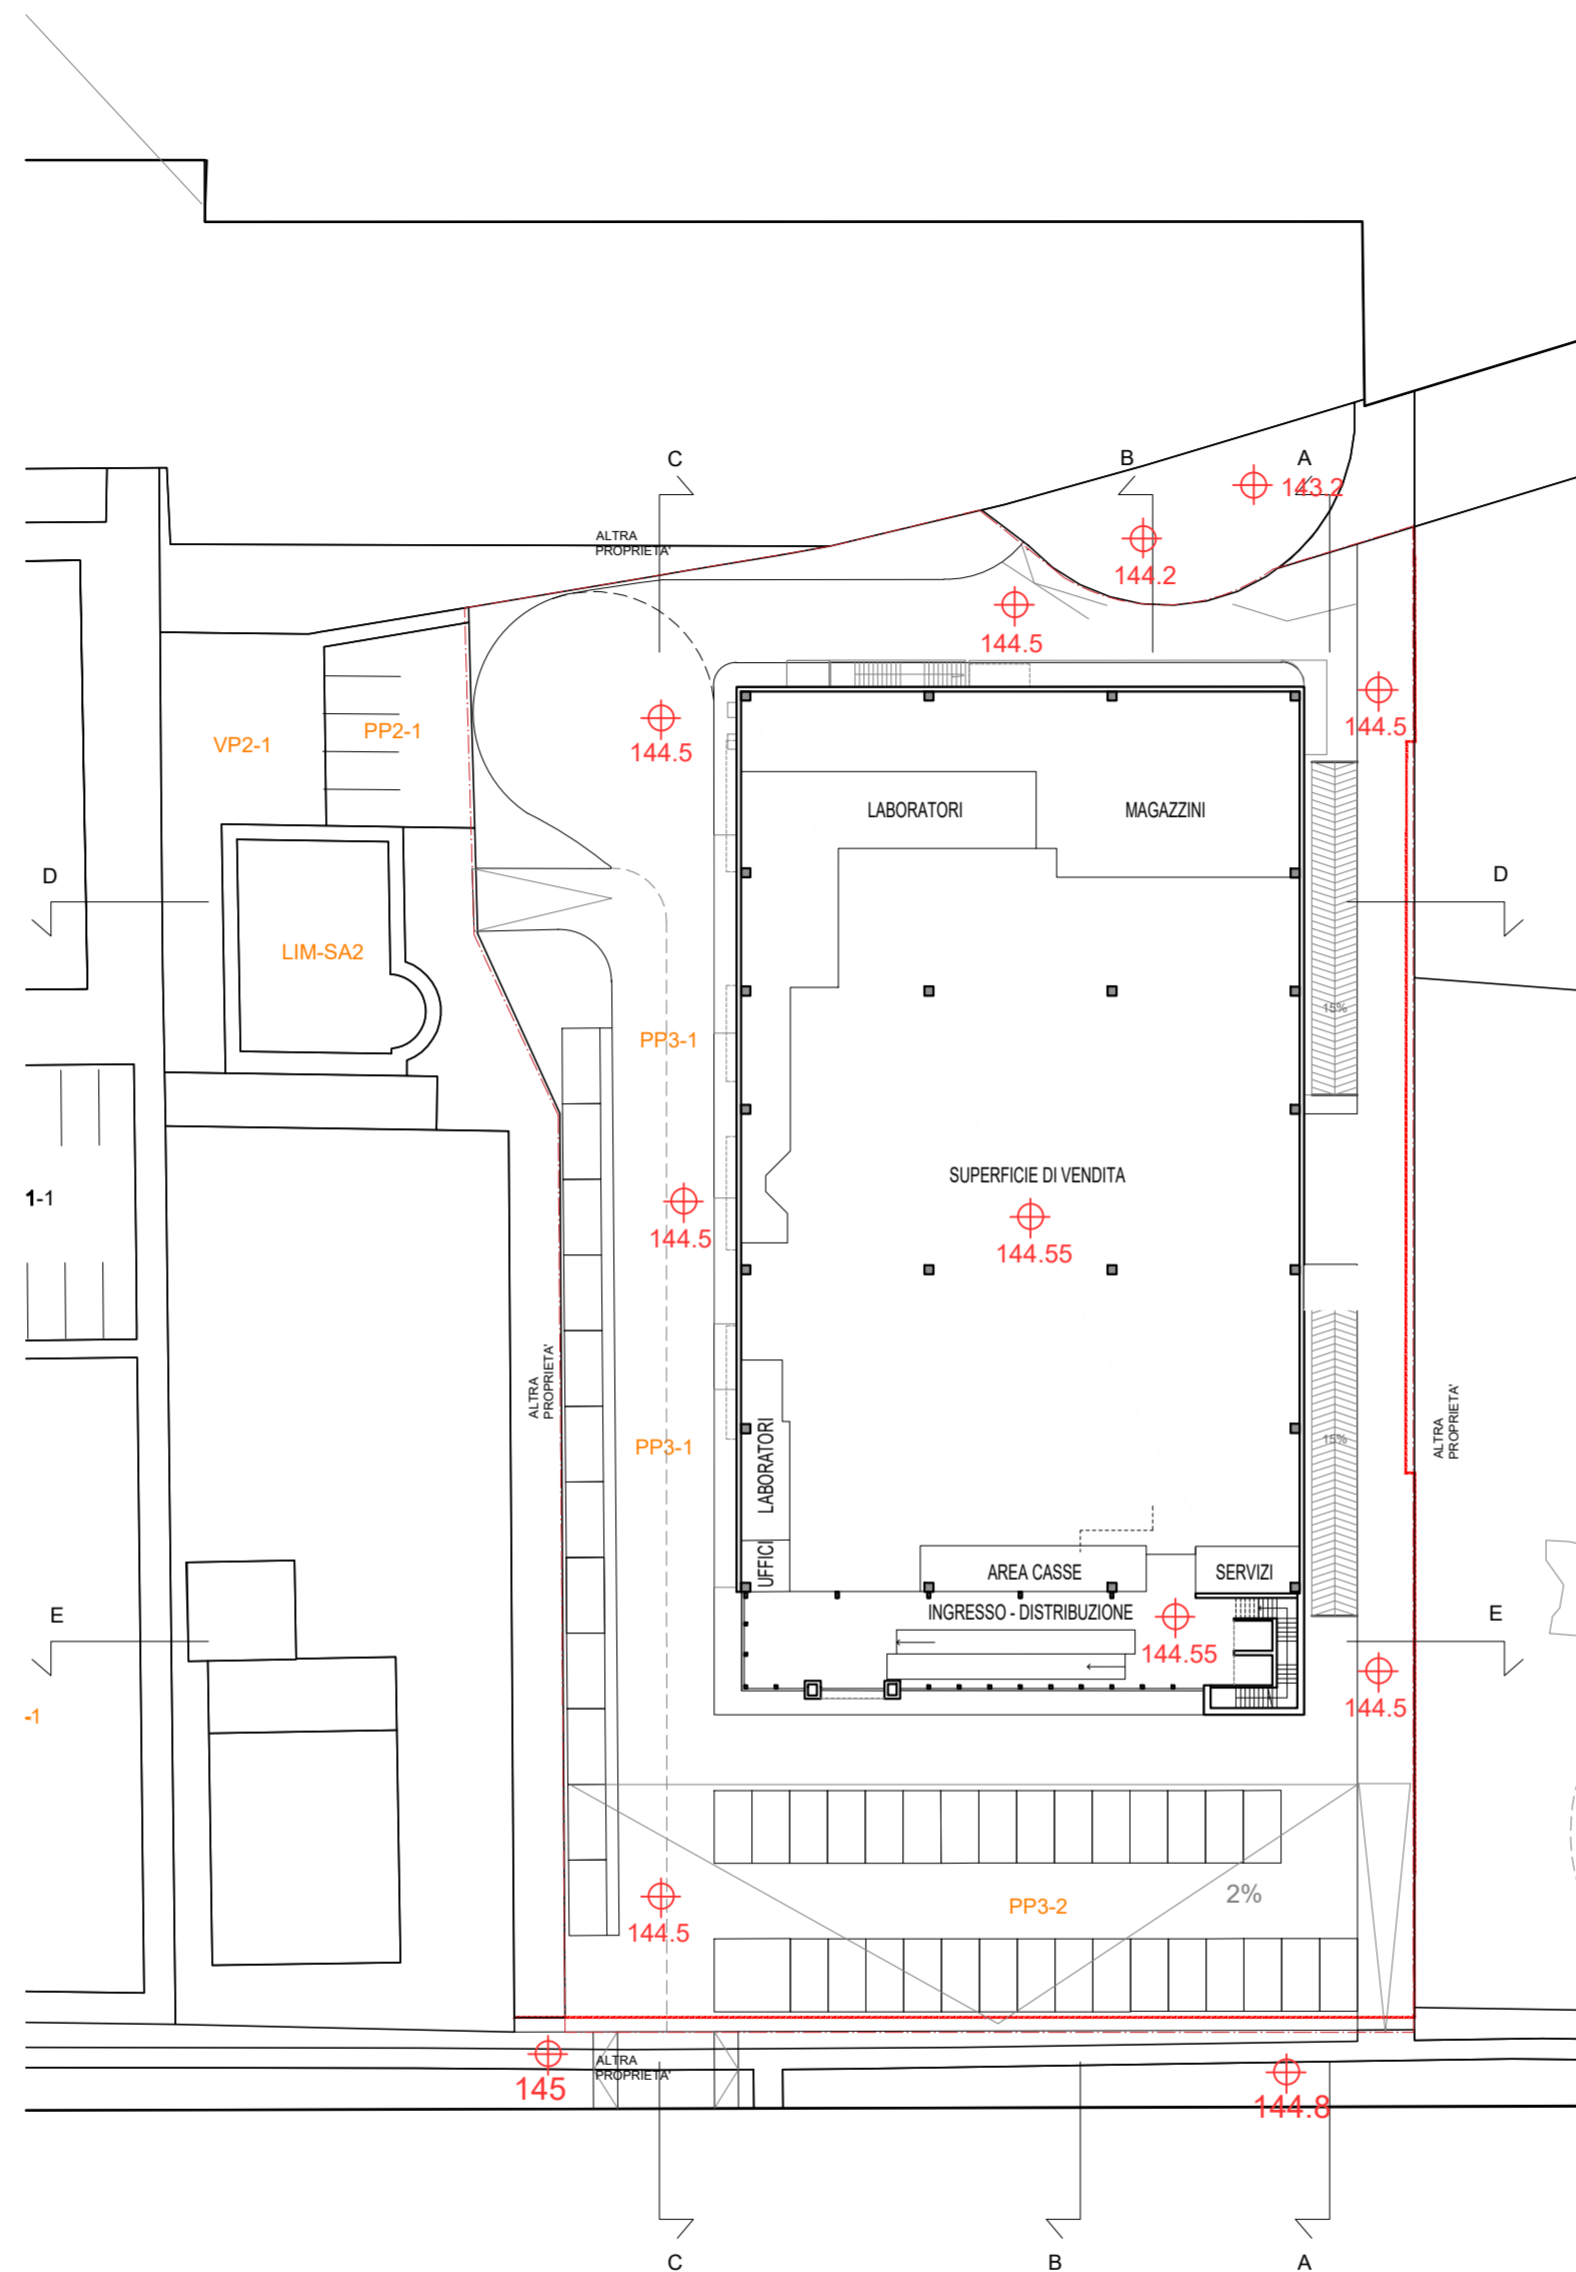 C
B
A
143.2
ALTRA
PROPRIETA'
144.2
144.5
144.5
144.5
VP2-1
PP2-1
LABORATORI
MAGAZZINI
D
D
LIM-SA2
15%
PP3-1
SUPERFICIE DI VENDITA
1-1
144.5
144.55
ALTRA
PROPRIETA'
ALTRA
PROPRIETA'
PP3-1
15%
LABORATORI
UFFICI
AREA CASSE
SERVIZI
INGRESSO - DISTRIBUZIONE
E
E
144.55
144.5
-1
2%
PP3-2
144.5
ALTRA
PROPRIETA'
145
144.8
C
B
A